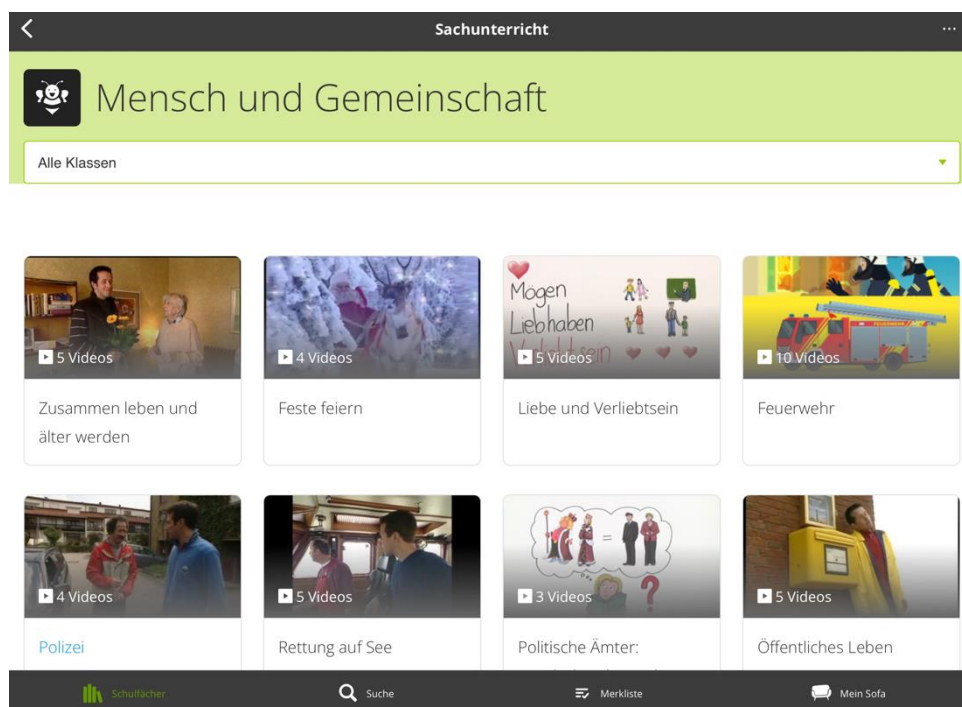 Sachunterricht
Mensch und Gemeinschaft
Alle Klassen
Mögen
Liebhaben
Verliebtsein
5 Videos
4 Videos
5 Videos
10 Videos
Zusammen leben und
älter werden
Feste feiern
Liebe und Verliebtsein
Feuerwehr
4 Videos
5 Videos
3 Videos
5 Videos
Polizei
Rettung auf See
Politische Ämter:
Öffentliches Leben
Schulfächer
Suche
Merkliste
Mein Sofa